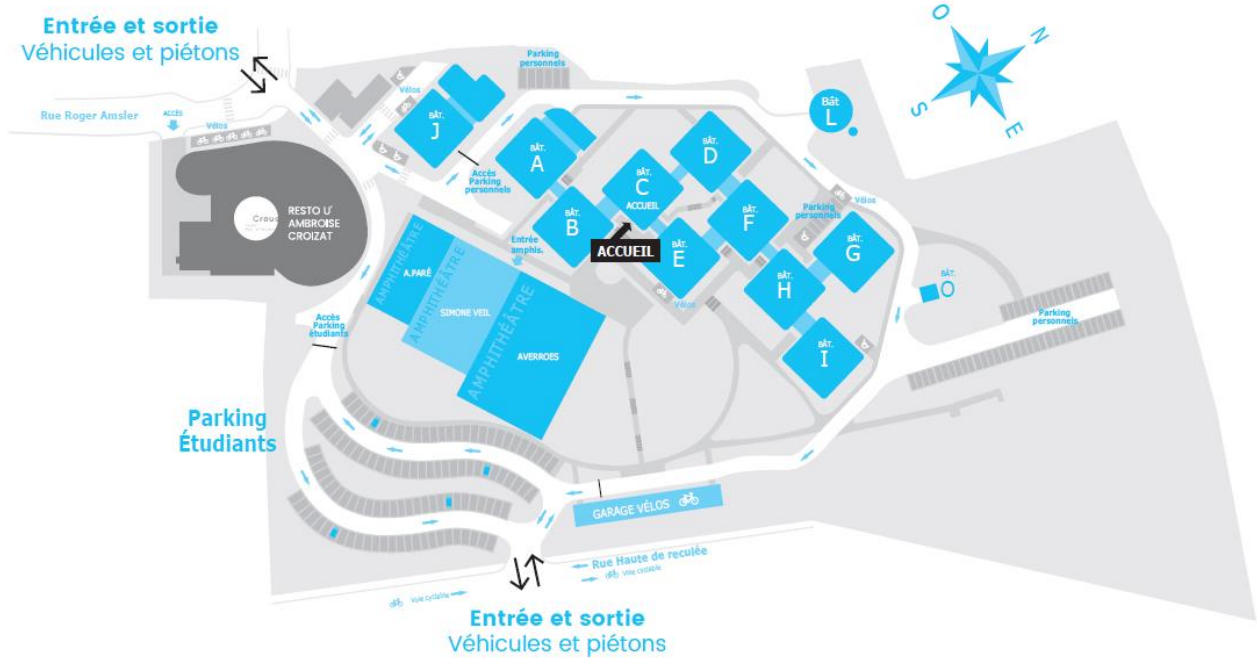 Entrée et sortie
Véhicules et piétons
Rue Roger Amsler
ACCÈS
Vélos
Parking
personnels
Vélos
BÂT.
J
BÂT.
A
Accès
Parking
personnels
BÂT.
B
BÂT.
C
ACCUEIL
ACCUEIL
BÂT.
D
BÂT.
E
Vélos
BÂT.
F
Parking
personnels
Vélos
BÂT.
G
BÂT.
H
BÂT.
I
Bât
L
BÂT.
O
Parking
personnels
O
N
S
E
Crous
RESTO U'
AMBROISE
CROIZAT
Entrée
amphis.
A.PARÉ
AMPHITHÉÂTRE
SIMONE VEIL
AMPHITHÉÂTRE
AVERROES
AMPHITHÉÂTRE
Accès
Parking
étudiants
Parking
Étudiants
GARAGE VÉLOS
Rue Haute de reculée
Voie cyclable
Voie cyclable
Entrée et sortie
Véhicules et piétons